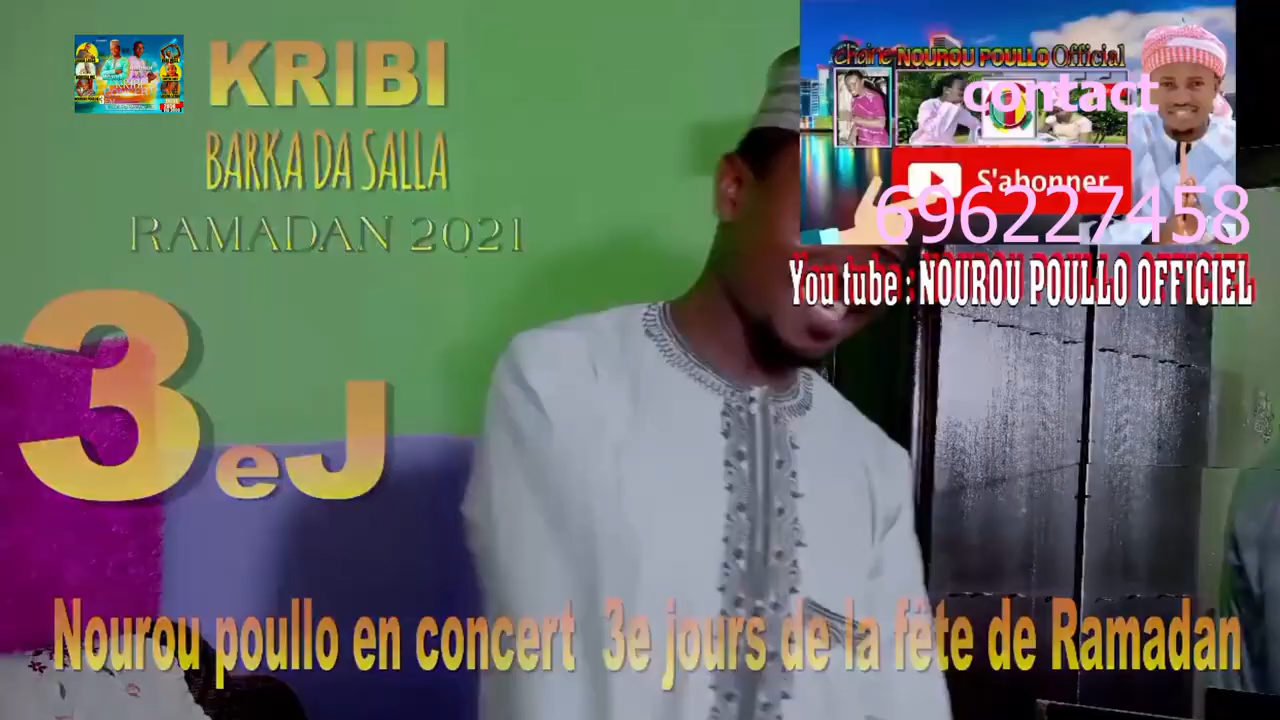 KRIBI
BARKA DA SALLA
RAMADAN 2021
3eJ
Chaine NOUROU POULLO Official
contact
S'abonner
696227458
You tube : NOUROU POULLO OFFICIEL
Nourou poullo en concert 3e jours de la fête de Ramadan